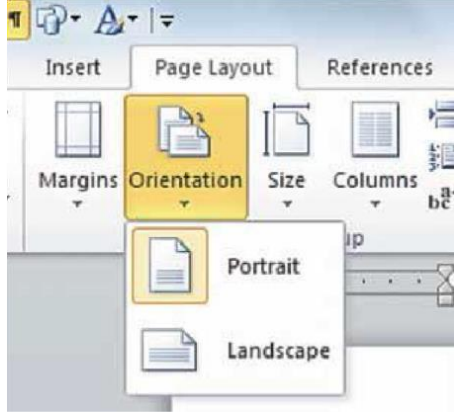 Insert Page Layout References
Margins Orientation Size Columns
Portrait
Landscape